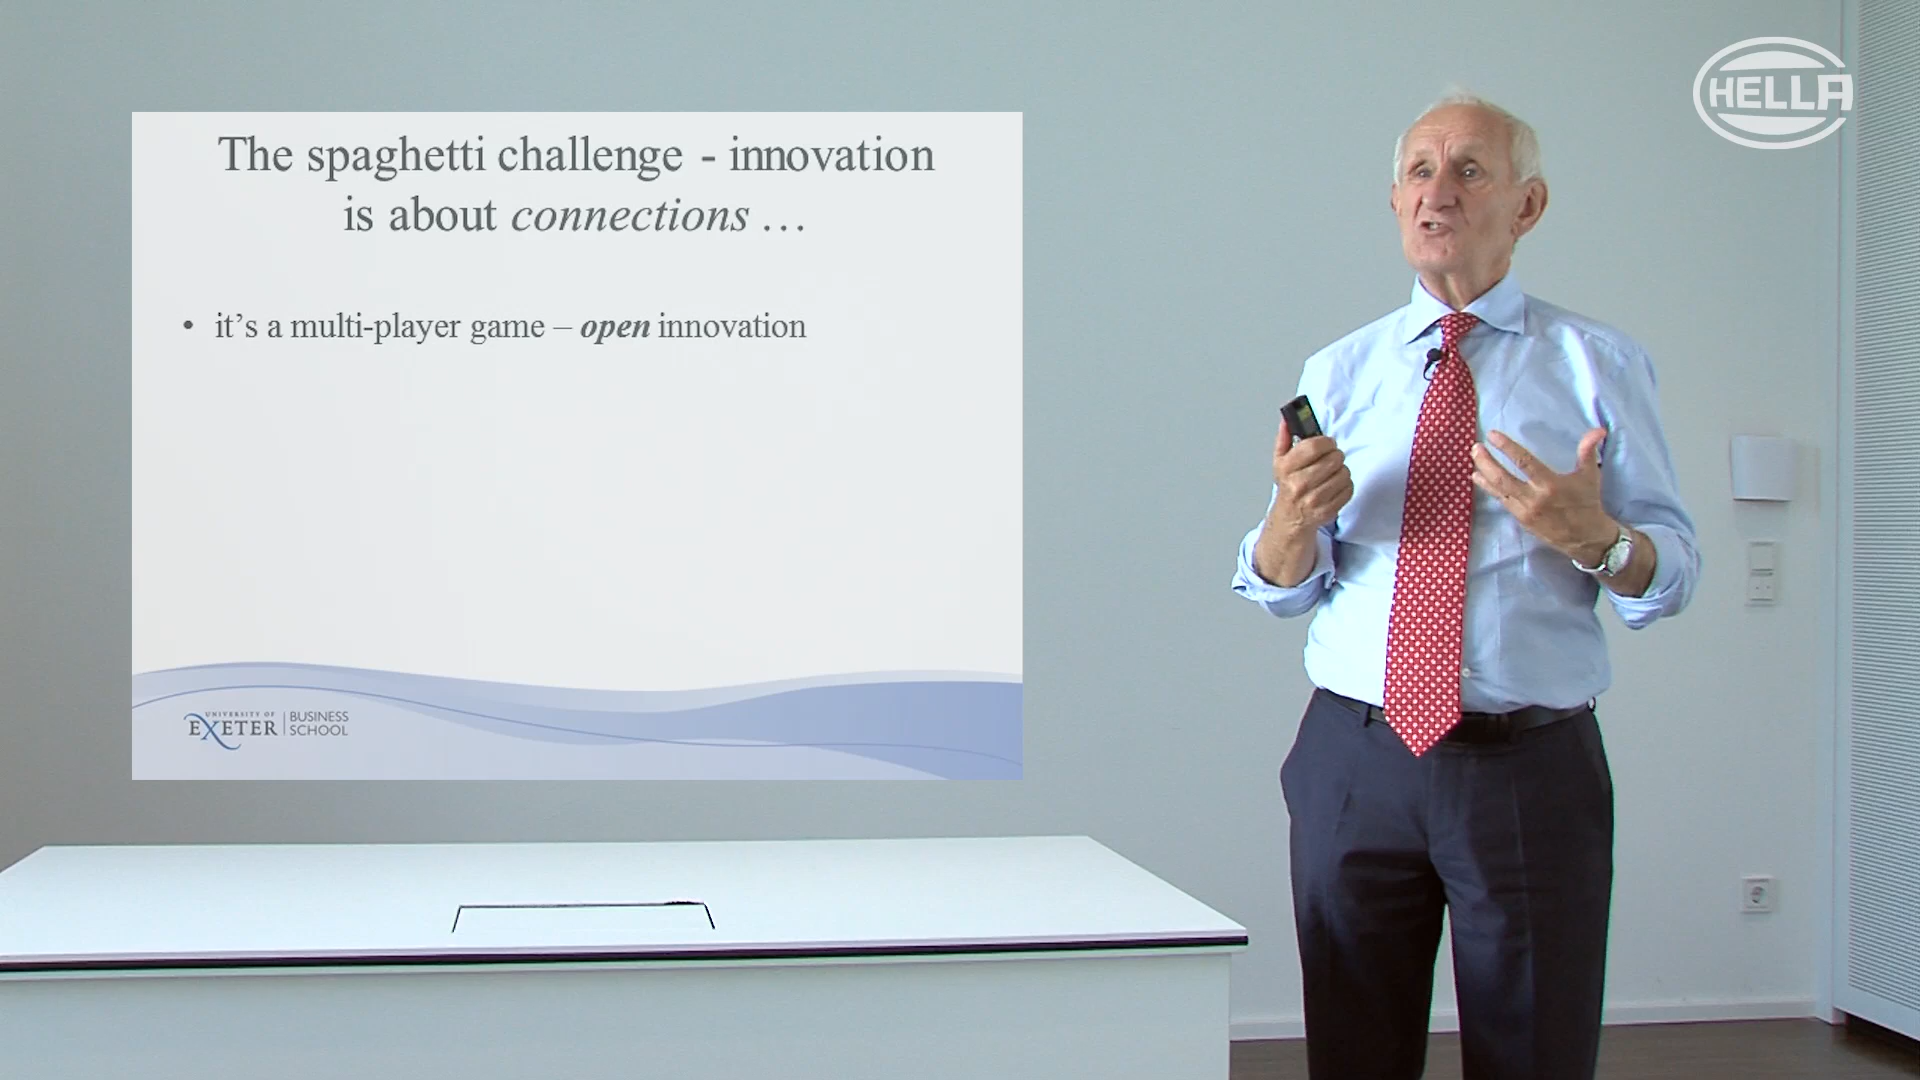 HELLA
The spaghetti challenge - innovation
is about connections …
• it’s a multi-player game – open innovation
UNIVERSITY OF
EXETER
BUSINESS
SCHOOL